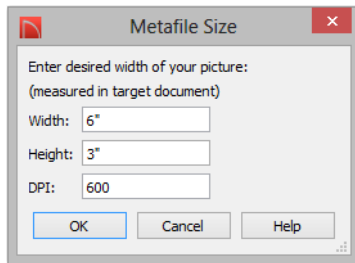 Metafile Size
Enter desired width of your picture:
(measured in target document)
Width: 6"
Height: 3"
DPI: 600
OK Cancel Help